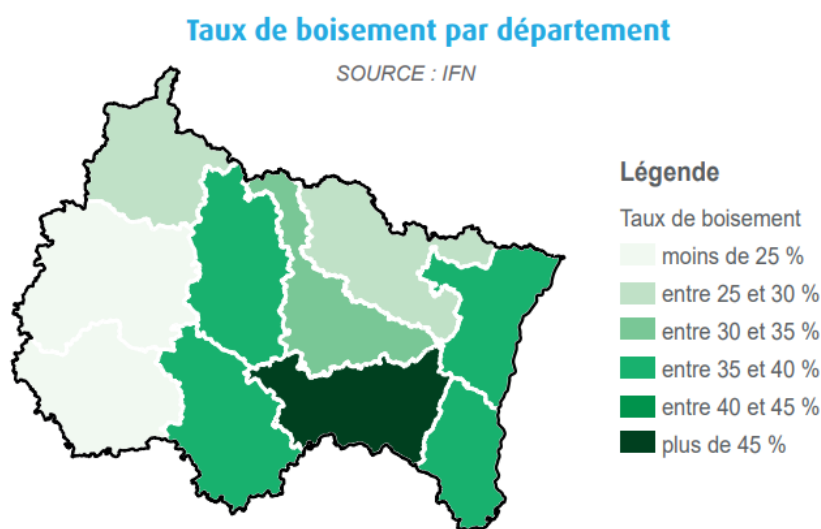 Taux de boisement par département
SOURCE : IFN
Légende
Taux de boisement
moins de 25 %
entre 25 et 30 %
entre 30 et 35 %
entre 35 et 40 %
entre 40 et 45 %
plus de 45 %